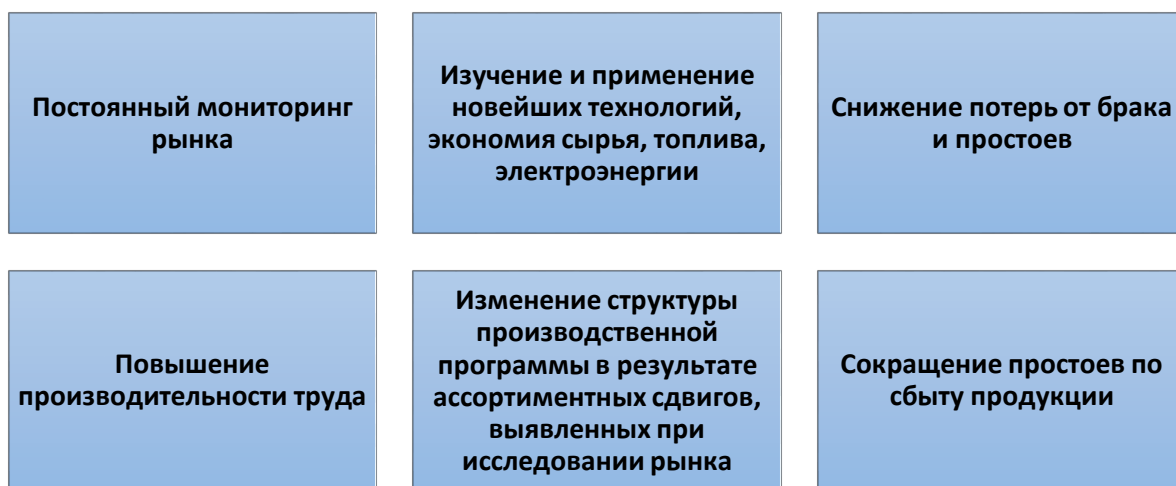 Постоянный мониторинг
рынка
Изучение и применение
новейших технологий,
экономия сырья, топлива,
электроэнергии
Снижение потерь от брака
и простоев
Повышение
производительности труда
Изменение структуры
производственной
программы в результате
ассортиментных сдвигов,
выявленных при
исследовании рынка
Сокращение простоев по
сбыту продукции